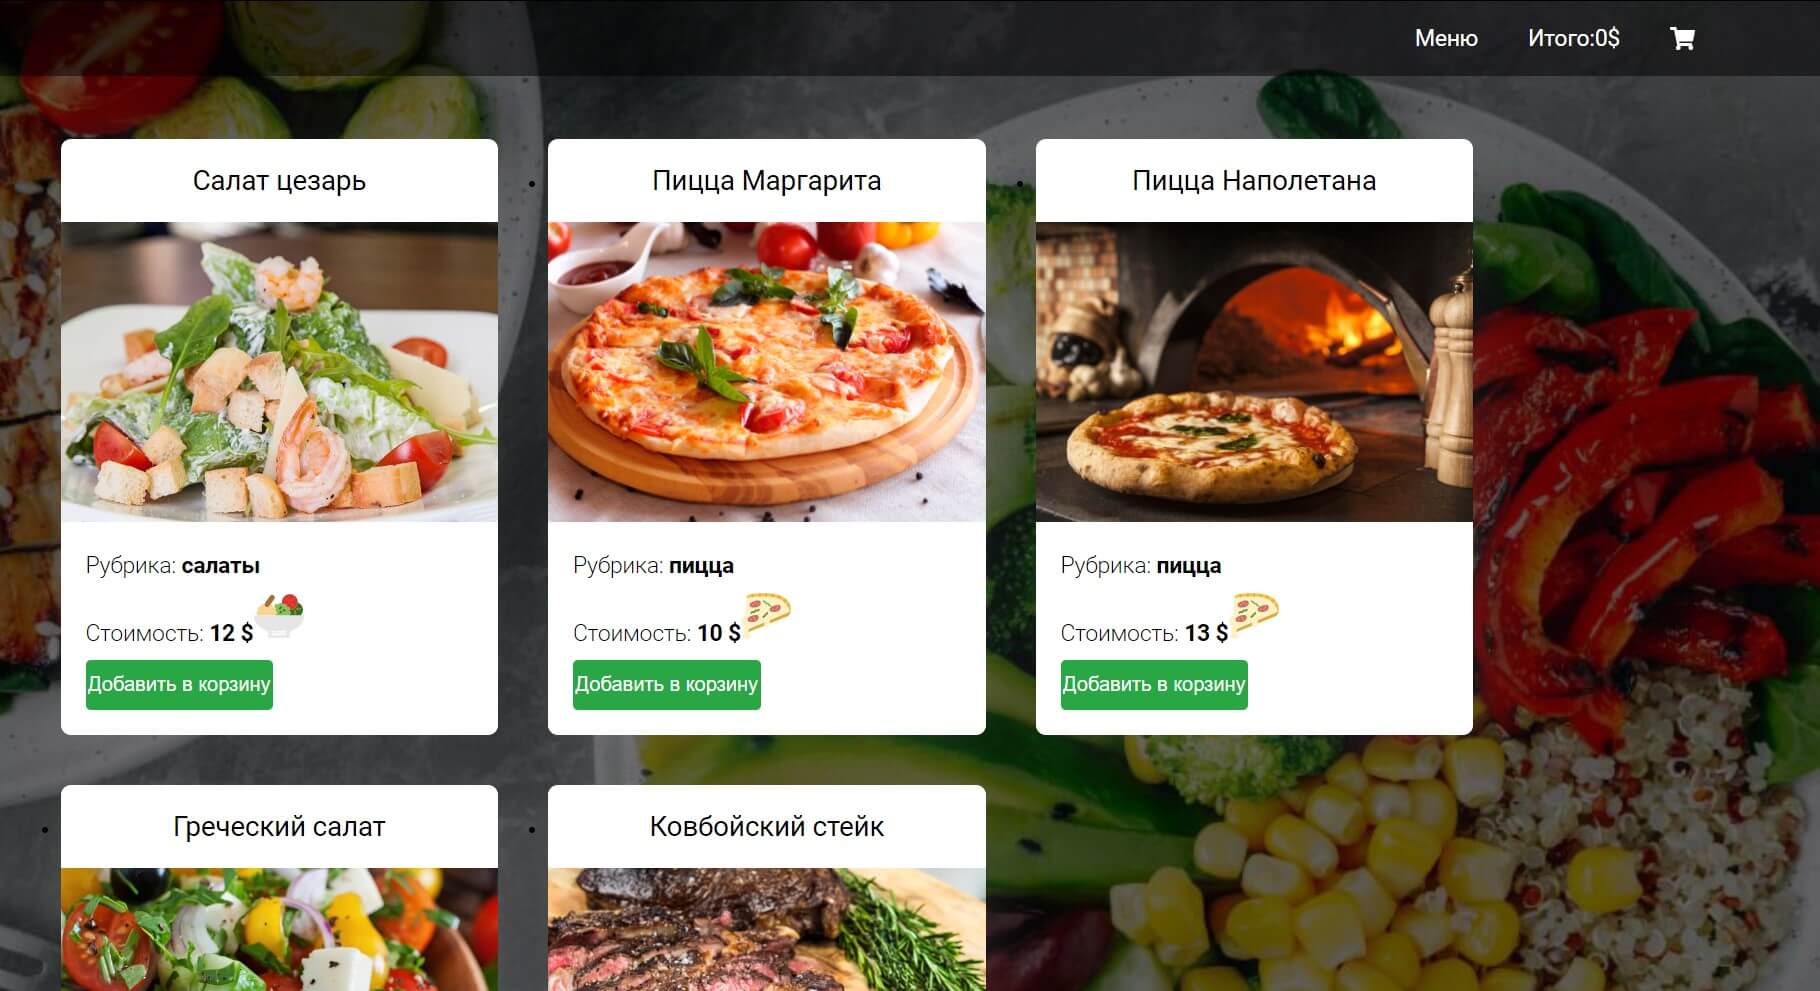 Меню Итого:0$
Салат цезарь
Пицца Маргарита
Пицца Наполетана
Рубрика: салаты
Стоимость: 12 $
Добавить в корзину
Рубрика: пицца
Стоимость: 10 $
Добавить в корзину
Рубрика: пицца
Стоимость: 13 $
Добавить в корзину
Греческий салат
Ковбойский стейк